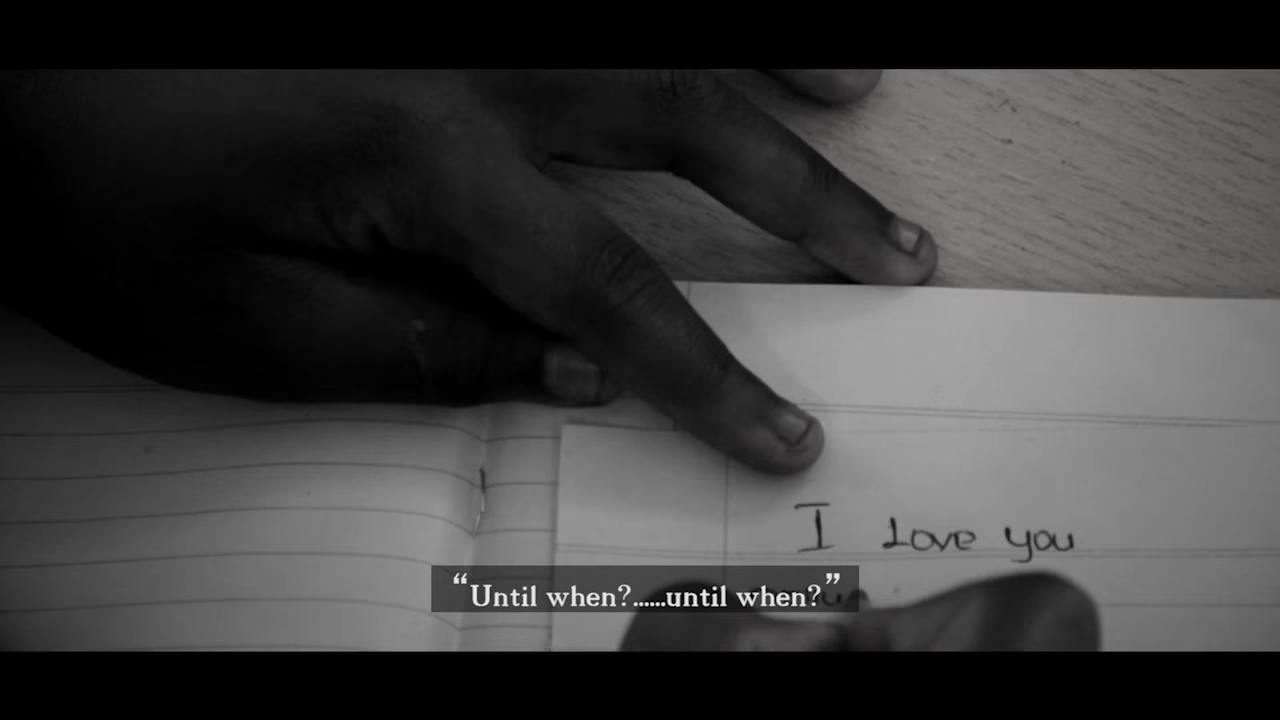 I Love you
“Until when?......until when?”